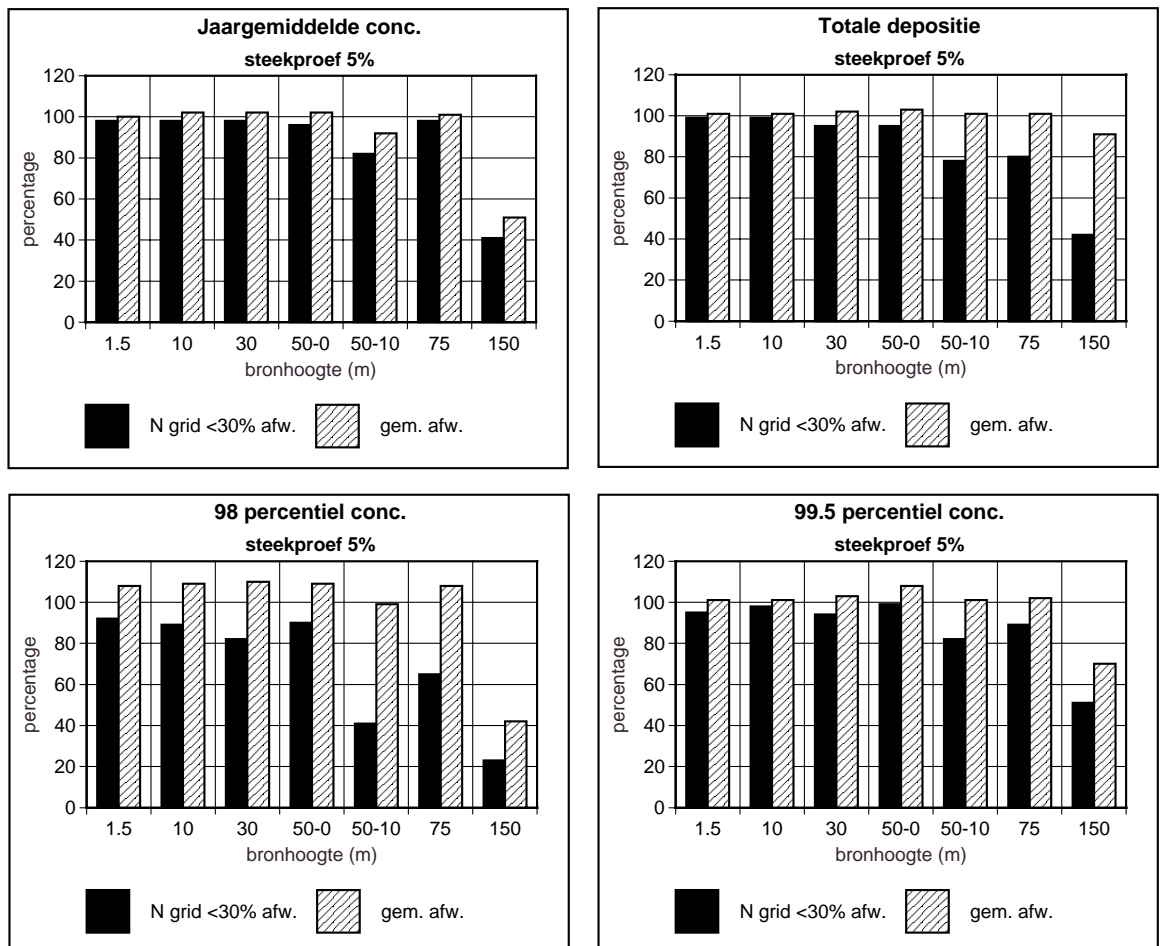 Jaargemiddelde conc.
steekproef 5%
120
100
80
60
40
20
0
percentage
1.5 10 30 50-0 50-10 75 150
bronhoogte (m)
N grid <30% afw. gem. afw.
Totale depositie
steekproef 5%
120
100
80
60
40
20
0
percentage
1.5 10 30 50-0 50-10 75 150
bronhoogte (m)
N grid <30% afw. gem. afw.
98 percentiel conc.
steekproef 5%
120
100
80
60
40
20
0
percentage
1.5 10 30 50-0 50-10 75 150
bronhoogte (m)
N grid <30% afw. gem. afw.
99.5 percentiel conc.
steekproef 5%
120
100
80
60
40
20
0
percentage
1.5 10 30 50-0 50-10 75 150
bronhoogte (m)
N grid <30% afw. gem. afw.